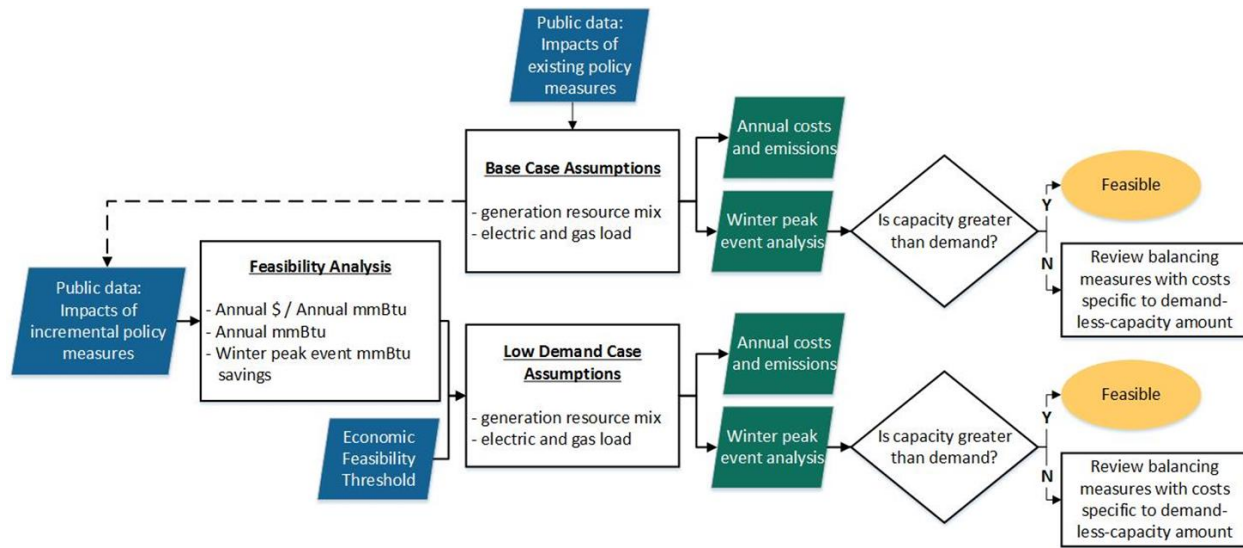 Public data:
Impacts of
existing policy
measures
Base Case Assumptions
- generation resource mix
- electric and gas load
Annual costs
and emissions
Winter peak
event analysis
Is capacity greater
than demand?
Y
Feasible
N
Review balancing
measures with costs
specific to demand-
less-capacity amount
Public data:
Impacts of
incremental policy
measures
Feasibility Analysis
- Annual $ / Annual mmBtu
- Annual mmBtu
- Winter peak event mmBtu
savings
Economic
Feasibility
Threshold
Low Demand Case
Assumptions
- generation resource mix
- electric and gas load
Annual costs
and emissions
Winter peak
event analysis
Is capacity greater
than demand?
Y
Feasible
N
Review balancing
measures with costs
specific to demand-
less-capacity amount